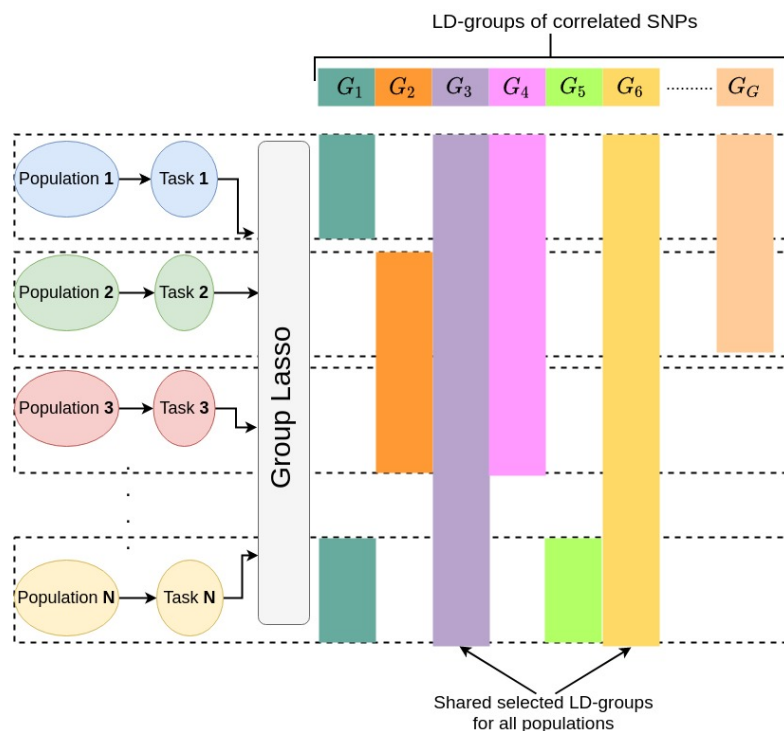 LD-groups of correlated SNPs
G1 G2 G3 G4 G5 G6 ......... GG
Population 1 Task 1
Population 2 Task 2
Population 3 Task 3
Group Lasso
Population N Task N
Shared selected LD-groups
for all populations